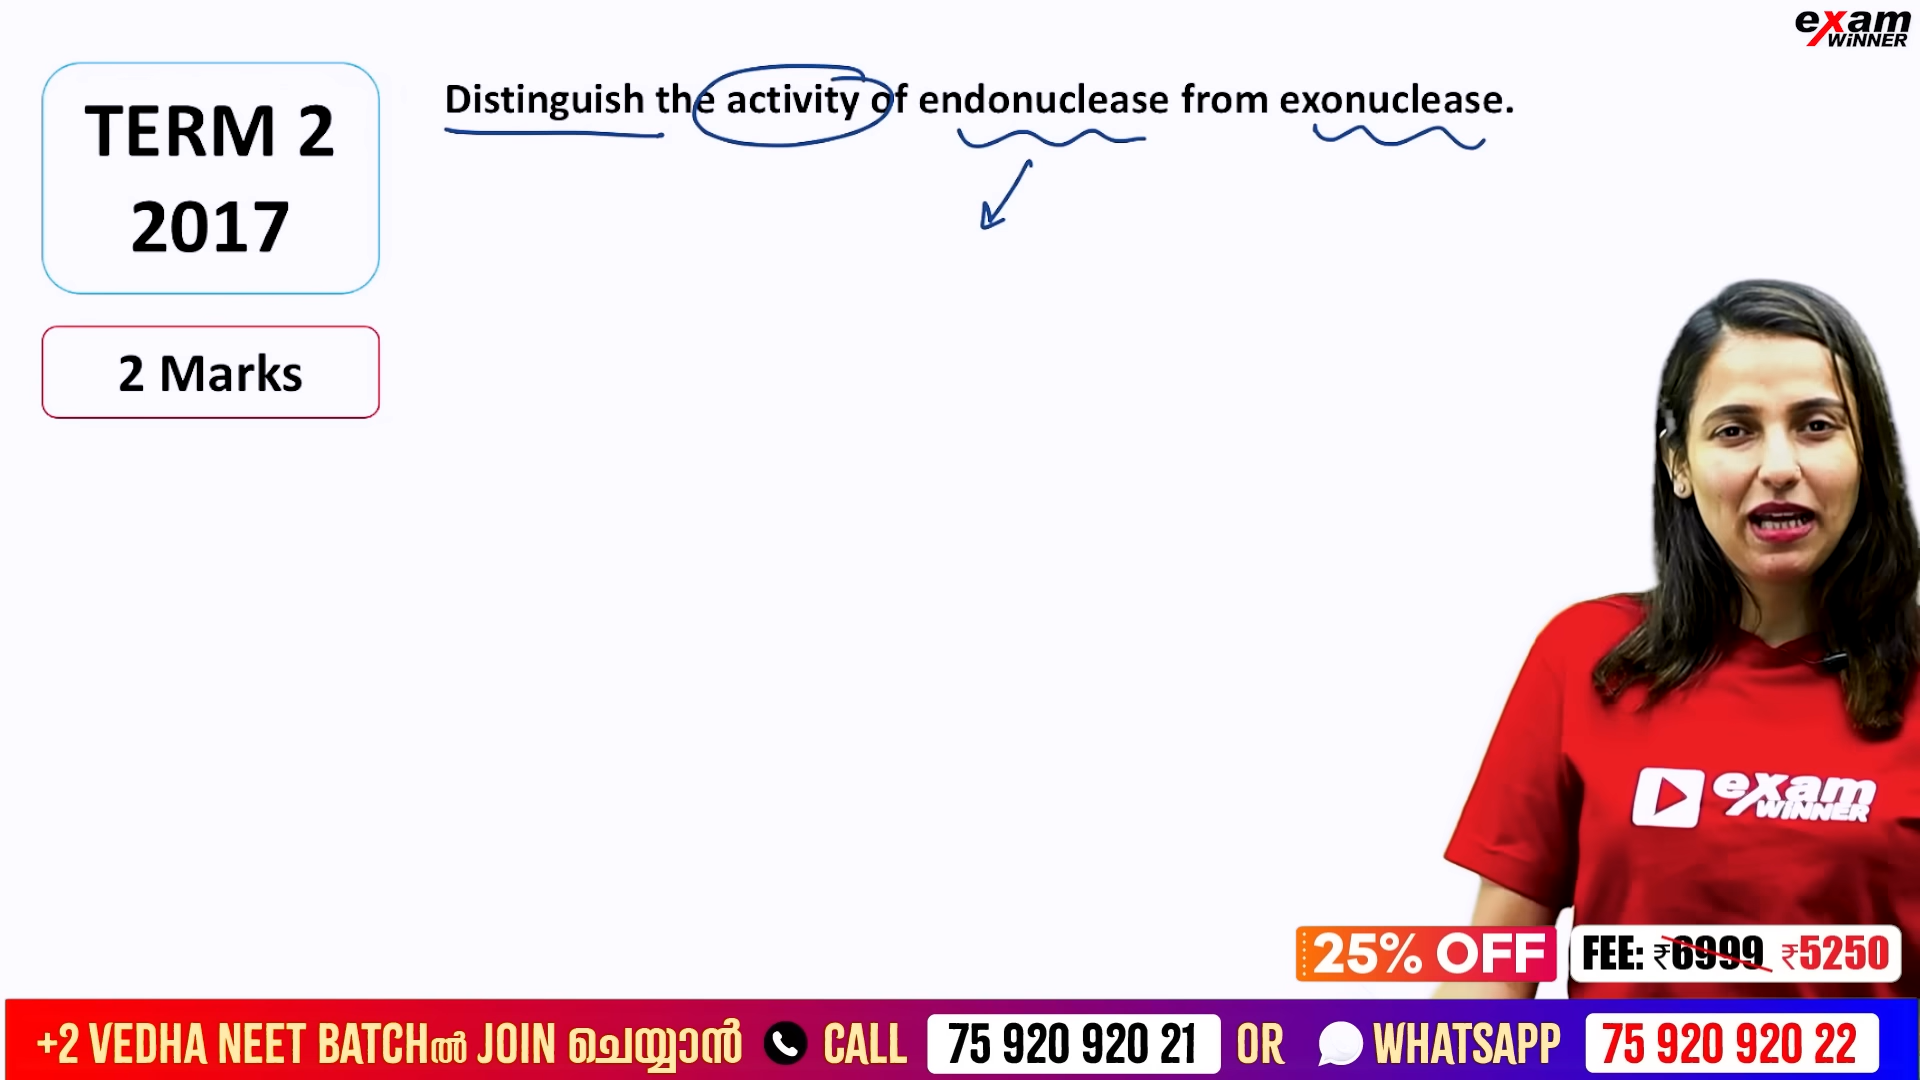 exam
WiNNER
TERM 2
2017
Distinguish the activity of endonuclease from exonuclease.
2 Marks
exam
WiNNER
25% OFF
FEE: ₹6999 ₹5250
+2 VEDHA NEET BATCHൽ JOIN ചെയ്യാൻ CALL 75 920 920 21 OR WHATSAPP 75 920 920 22